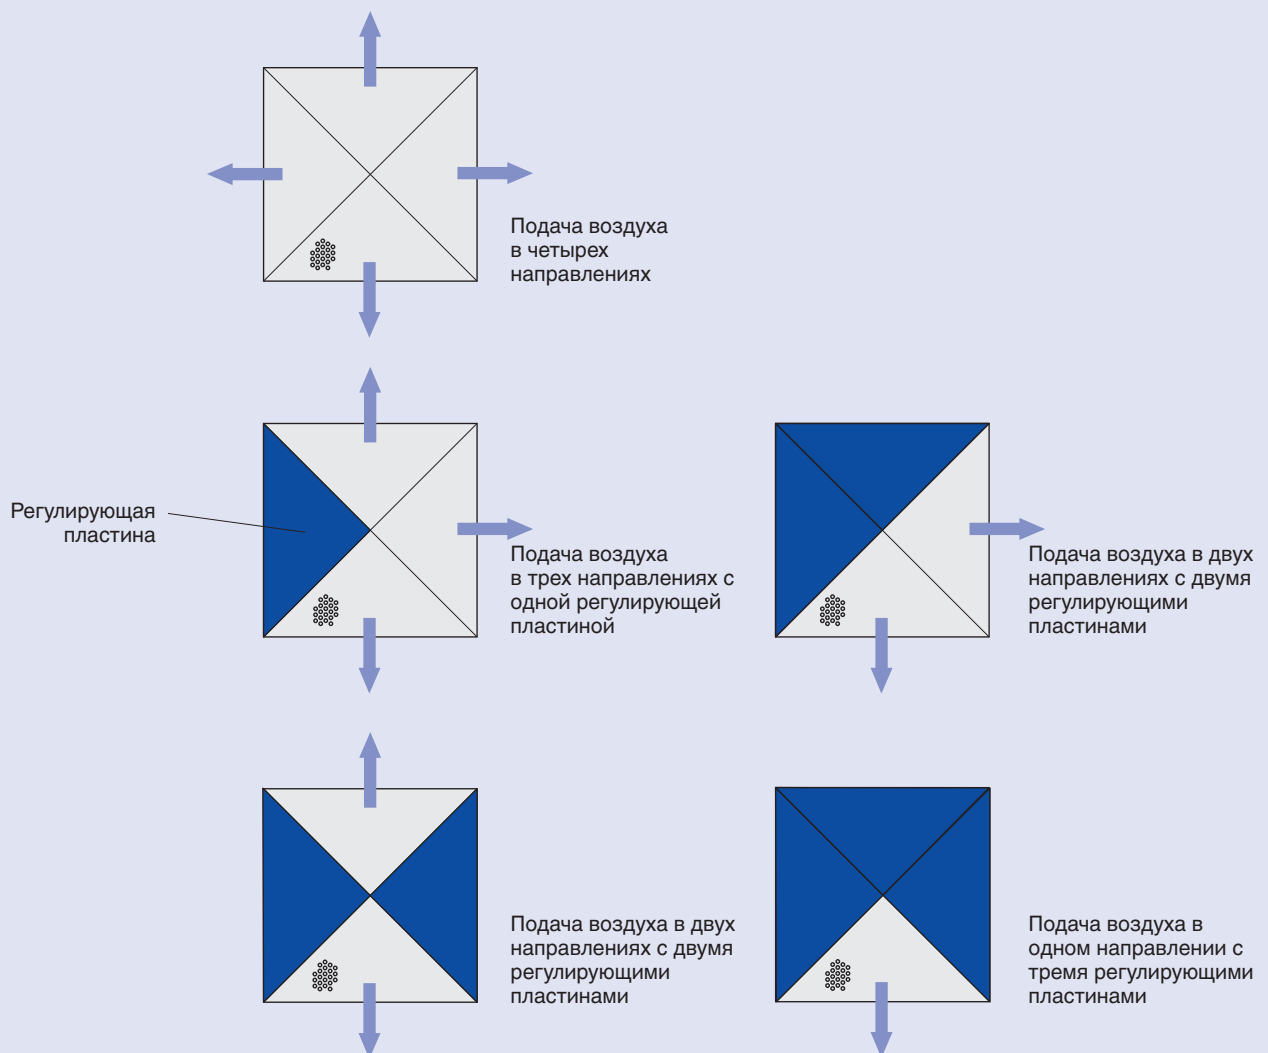 Подача воздуха
в четырех
направлениях
Регулирующая
пластина
Подача воздуха
в трех направлениях с
одной регулирующей
пластиной
Подача воздуха в двух
направлениях с двумя
регулирующими
пластинами
Подача воздуха в двух
направлениях с двумя
регулирующими
пластинами
Подача воздуха в
одном направлении с
тремя регулирующими
пластинами